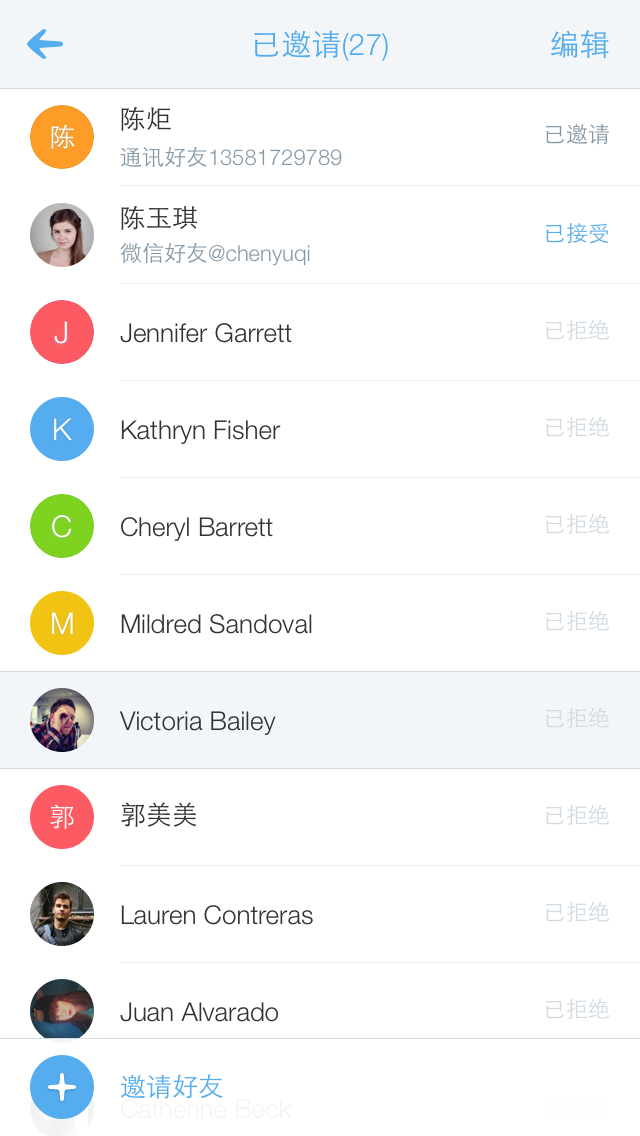 已邀请(27)
编辑
陈
陈炬
通讯好友13581729789
已邀请
陈玉琪
微信好友@chenyuqi
已接受
J
Jennifer Garrett
已拒绝
K
Kathryn Fisher
已拒绝
C
Cheryl Barrett
已拒绝
M
Mildred Sandoval
已拒绝
Victoria Bailey
已拒绝
郭
郭美美
已拒绝
Lauren Contreras
已拒绝
Juan Alvarado
已拒绝
邀请好友
Catherine Beck